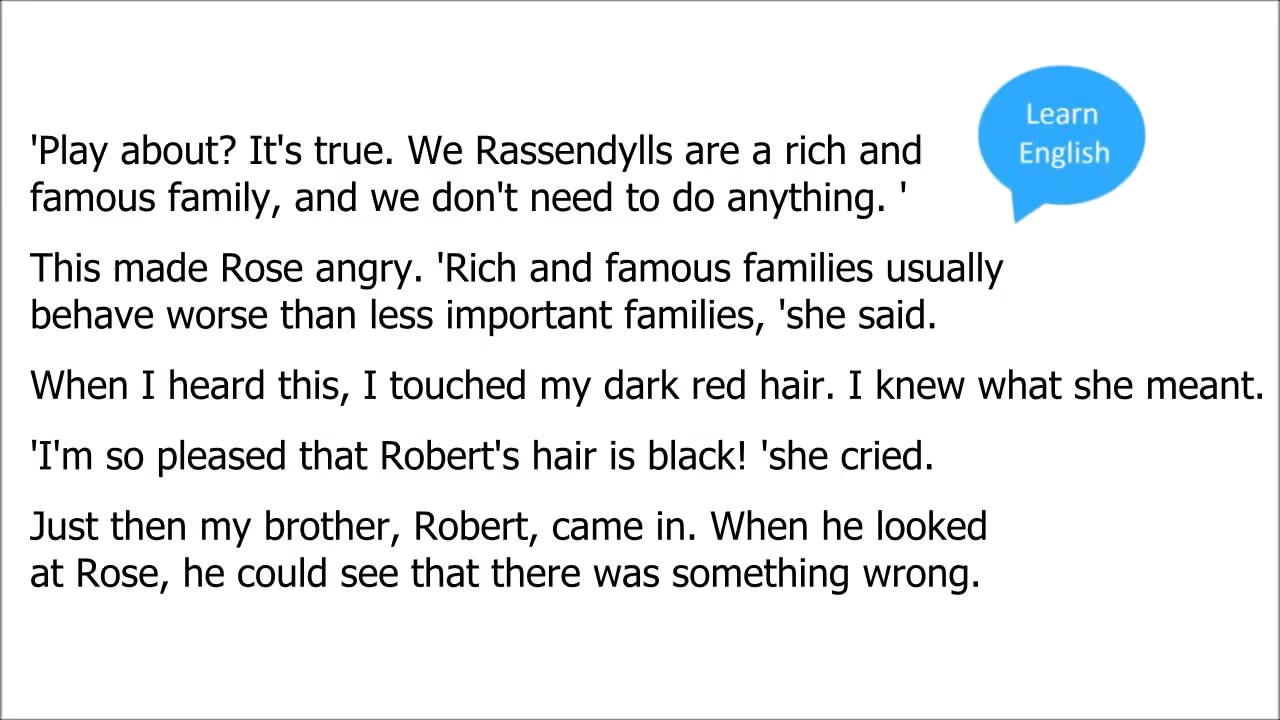 Learn
English
'Play about? It's true. We Rassendylls are a rich and
famous family, and we don't need to do anything. '
This made Rose angry. 'Rich and famous families usually
behave worse than less important families, 'she said.
When I heard this, I touched my dark red hair. I knew what she meant.
'I'm so pleased that Robert's hair is black! 'she cried.
Just then my brother, Robert, came in. When he looked
at Rose, he could see that there was something wrong.